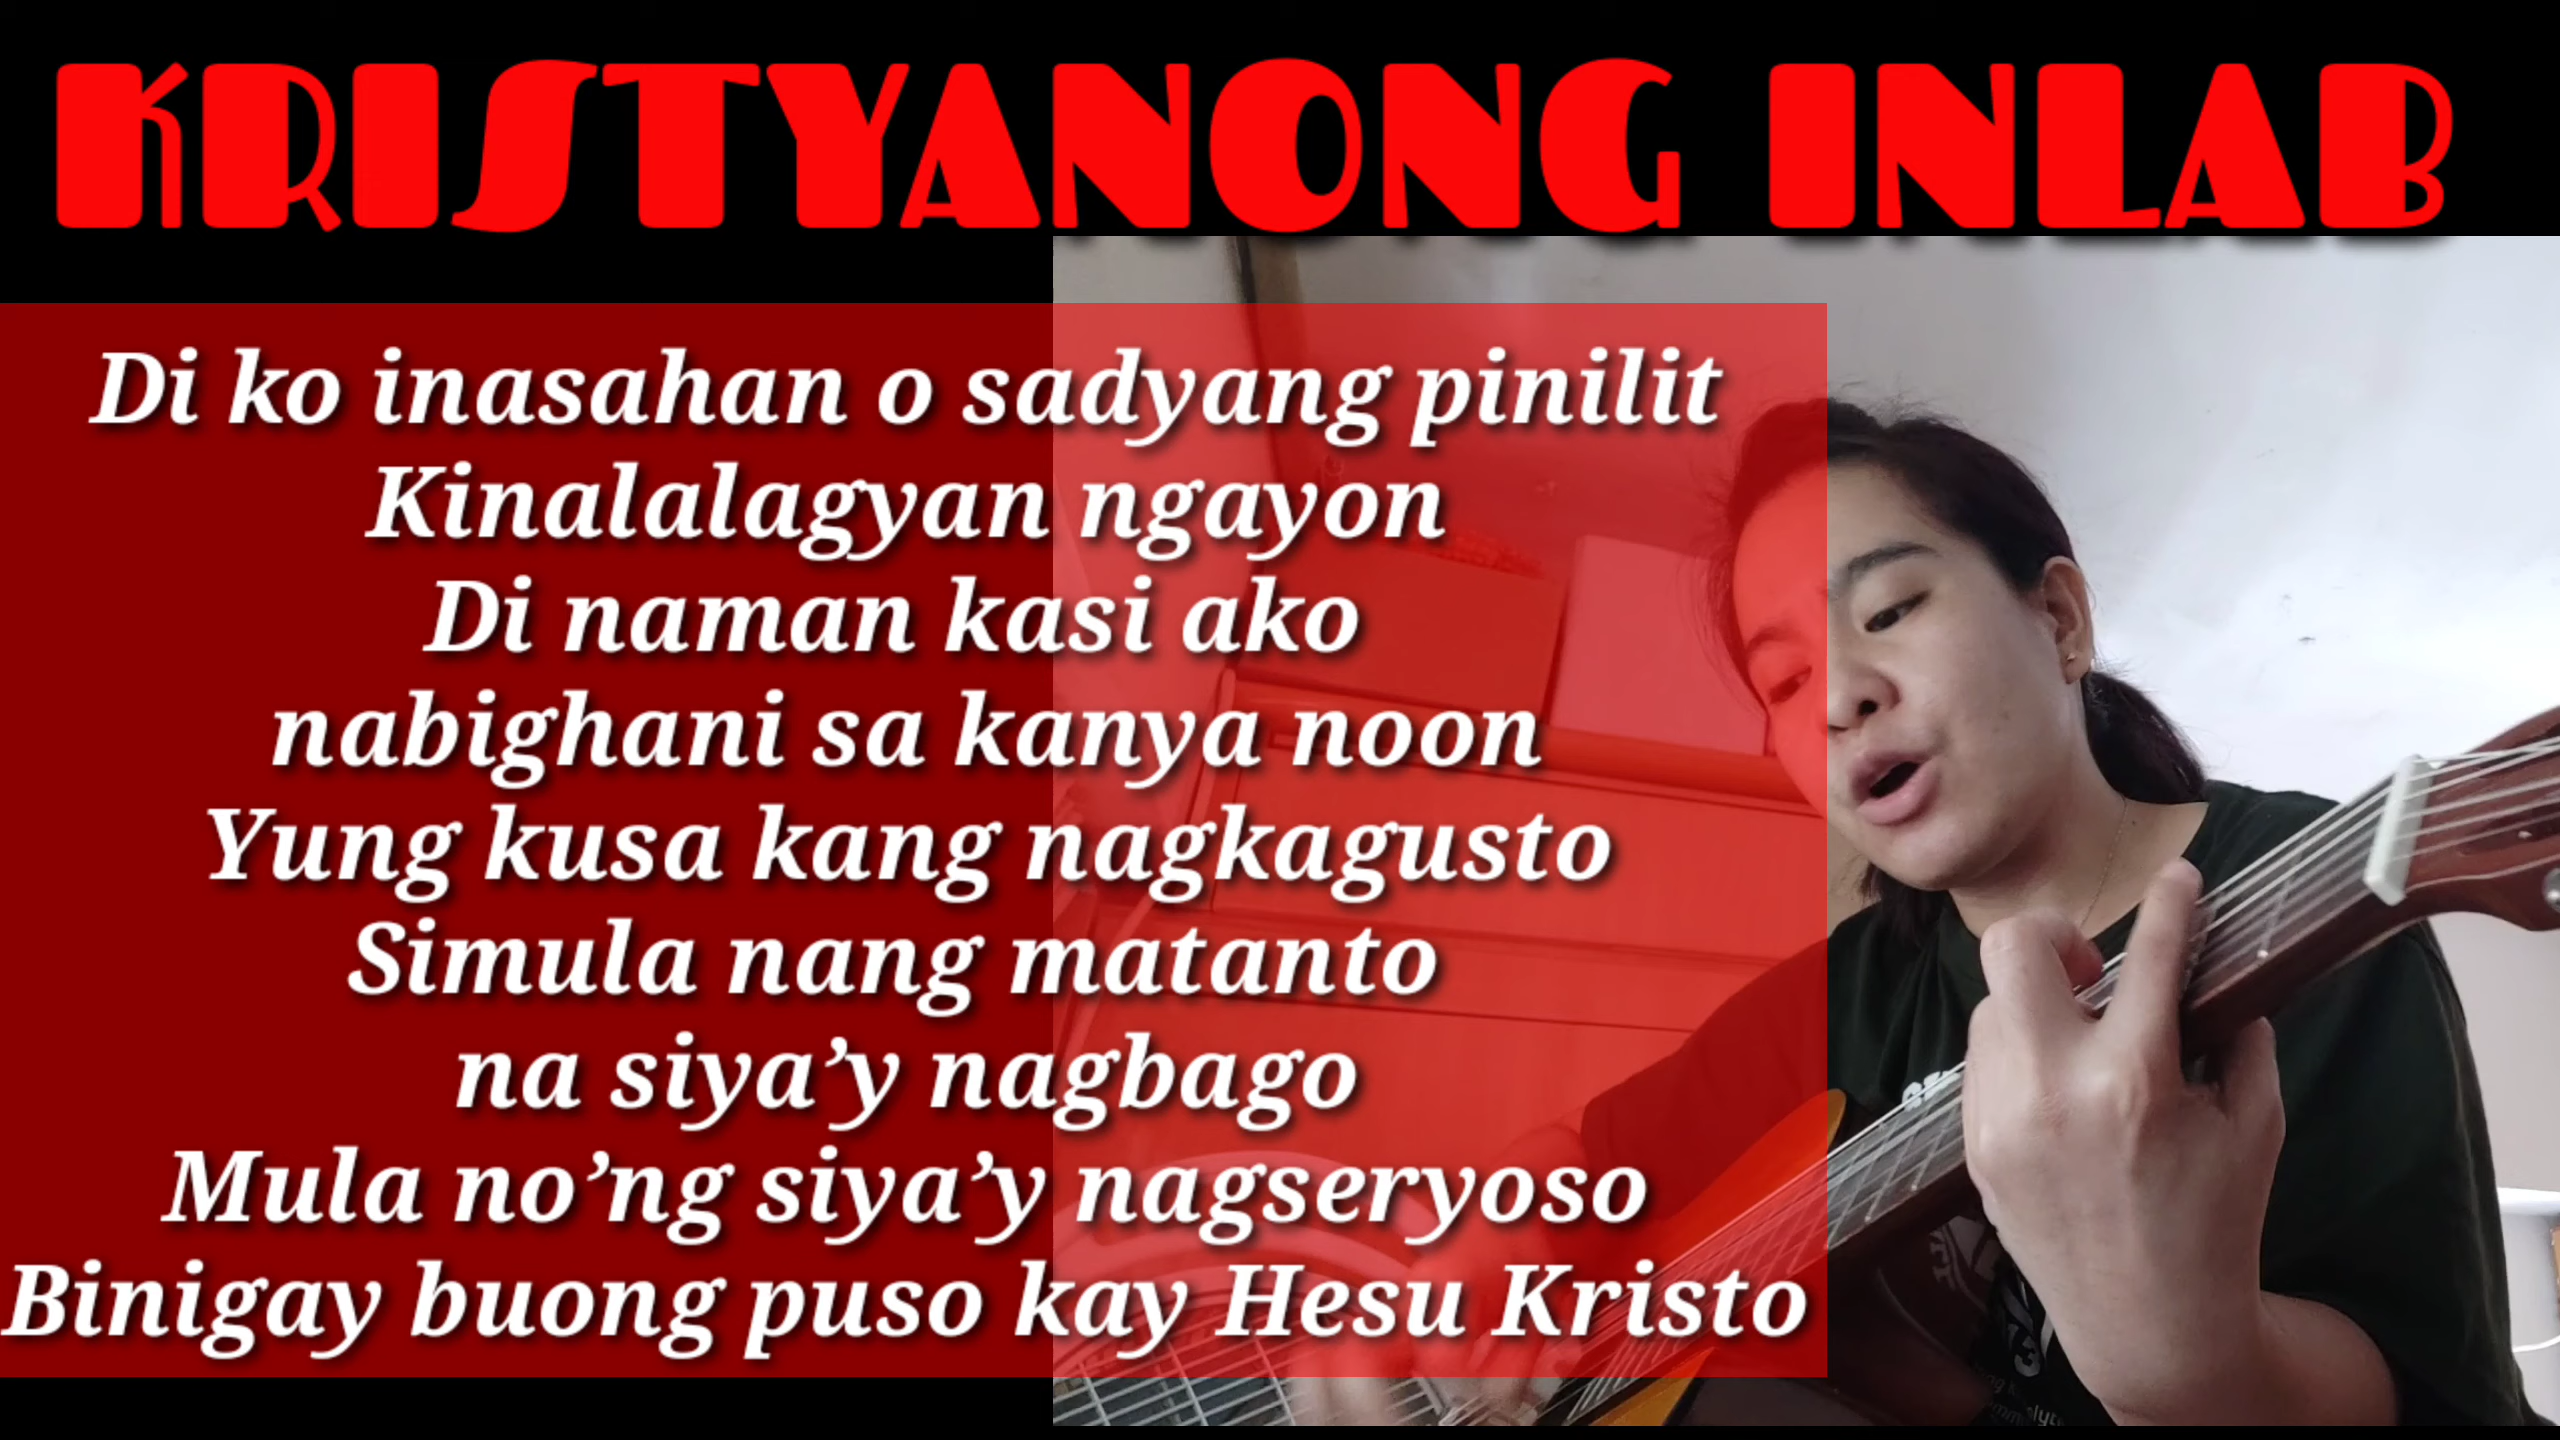 KRISTYANONG INLAB
Di ko inasahan o sadyang pinilit
Kinalalagyan ngayon
Di naman kasi ako
nabighani sa kanya noon
Yung kusa kang nagkagusto
Simula nang matanto
na siya’y nagbago
Mula no’ng siya’y nagseryoso
Binigay buong puso kay Hesu Kristo